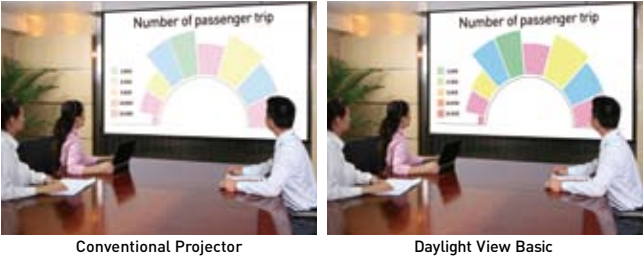 Number of passenger trip
Number of passenger trip
Conventional Projector
Daylight View Basic